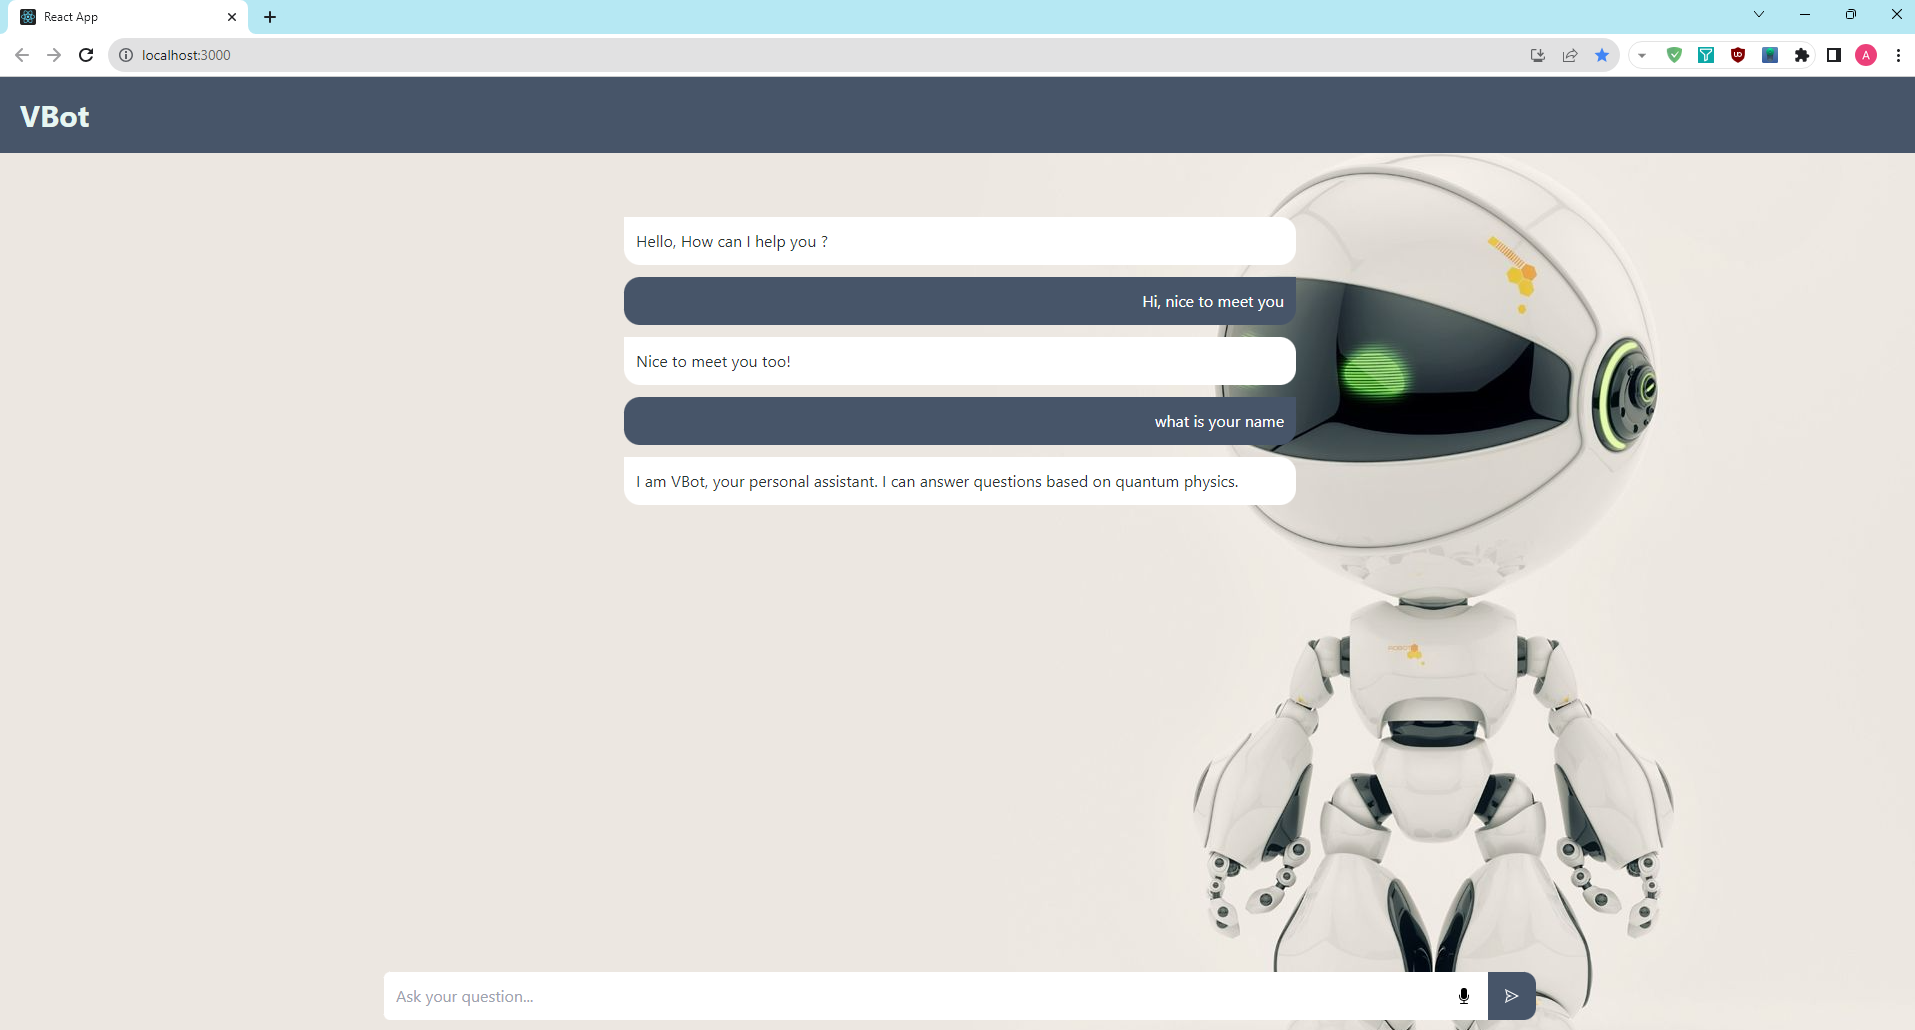 React App
localhost:3000
A
VBot
Hello, How can I help you ?
Hi, nice to meet you
Nice to meet you too!
what is your name
I am VBot, your personal assistant. I can answer questions based on quantum physics.
ROBOT
Ask your question...